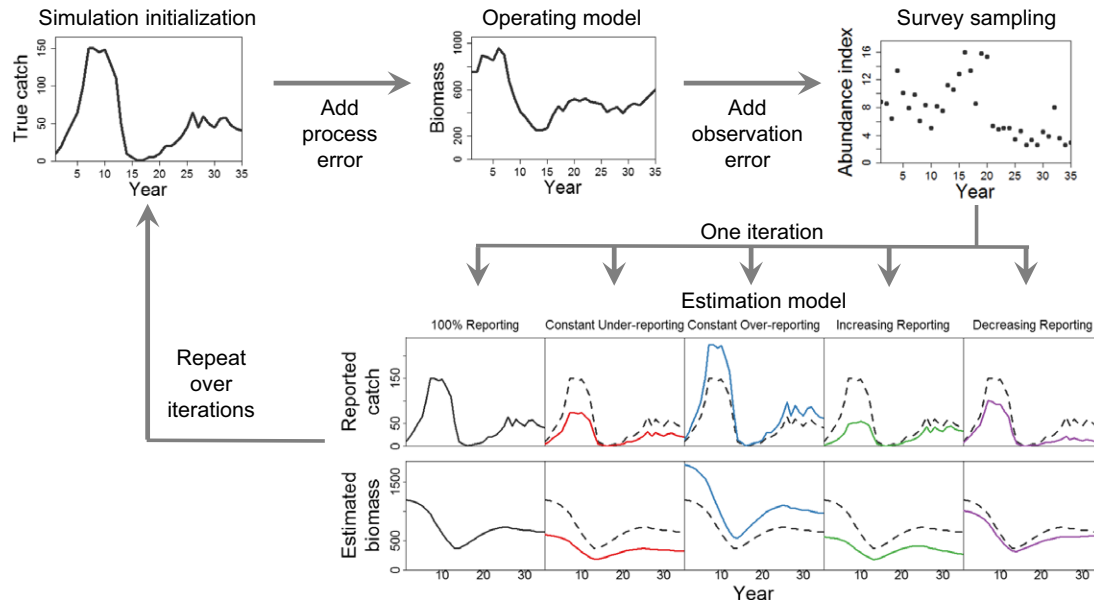 Simulation initialization
Operating model
Survey sampling
True catch
0 50 100 150
5 10 15 20 25 30 35
Year
Add
process
error
Biomass
0 200 600 1000
5 10 15 20 25 30 35
Year
Add
observation
error
Abundance index
0 4 8 12 16
5 10 15 20 25 30 35
Year
One iteration
Estimation model
100% Reporting
Constant Under-reporting
Constant Over-reporting
Increasing Reporting
Decreasing Reporting
Repeat
over
iterations
Reported
catch
0 50 150
Estimated
biomass
0 500 1500
10 20 30
10 20 30
10 20 30
10 20 30
10 20 30
Year